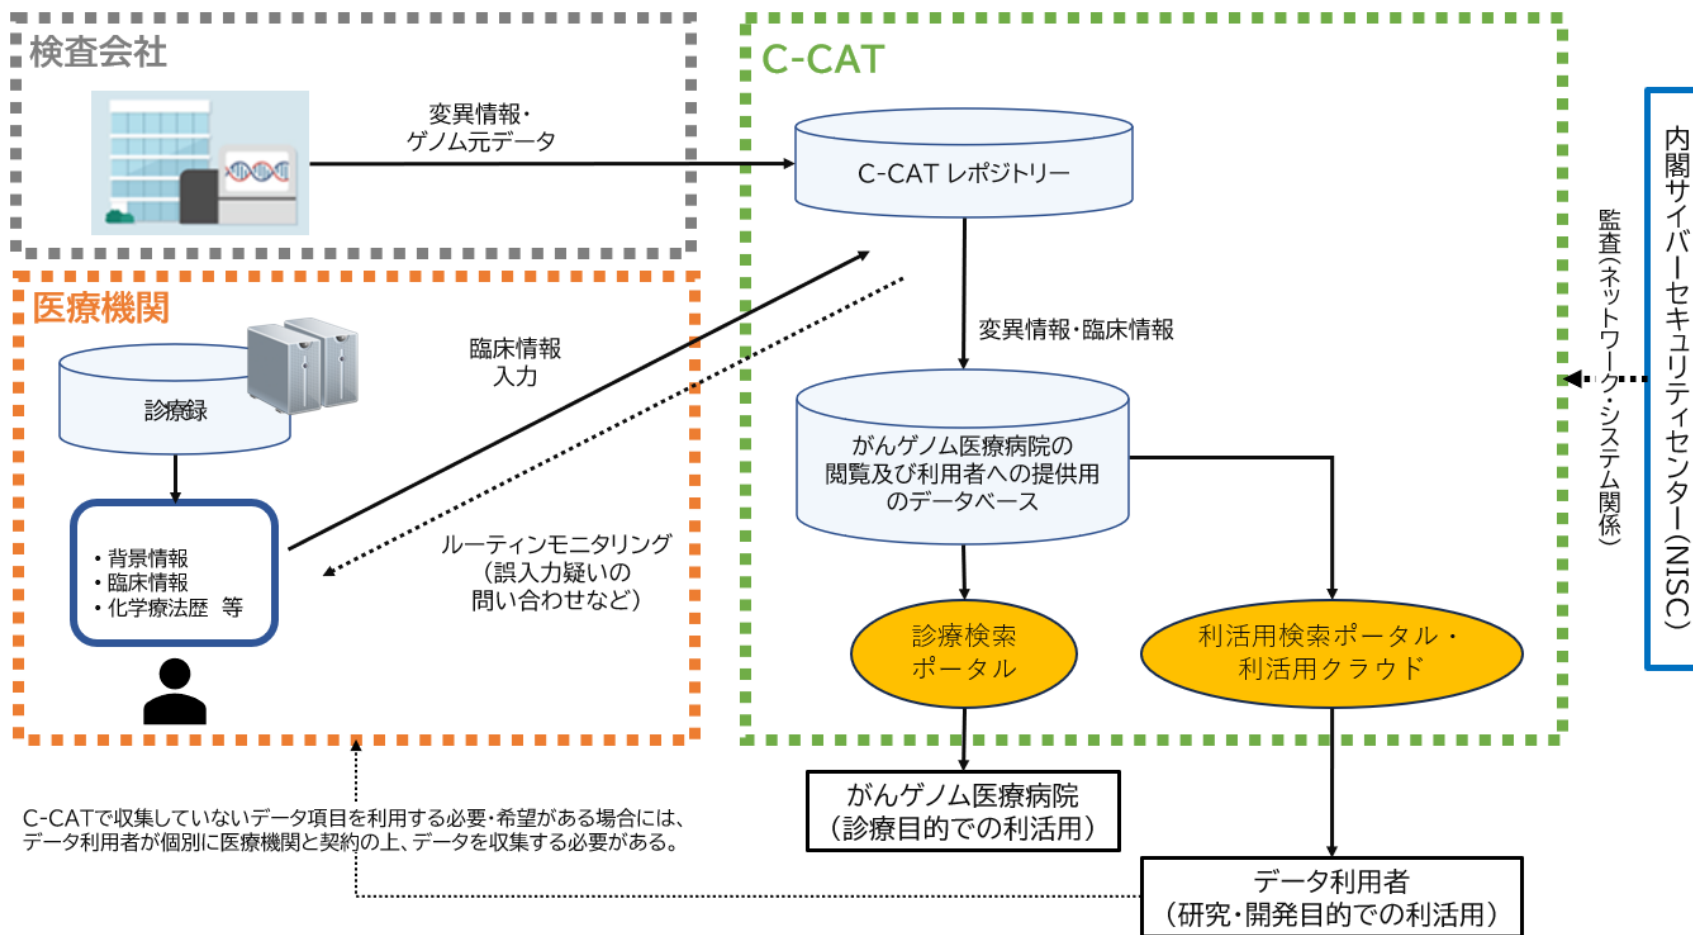 検査会社
変異情報・
ゲノム元データ
C-CAT
C-CAT レポジトリー
変異情報・臨床情報
がんゲノム医療病院の
閲覧及び利用者への提供用
のデータベース
診療検索
ポータル
利活用検索ポータル・
利活用クラウド
医療機関
診療録
・背景情報
・臨床情報
・化学療法歴 等
臨床情報
入力
ルーティンモニタリング
(誤入力疑いの
問い合わせなど)
監査(ネットワーク・システム関係)
内閣サイバーセキュリティセンター(NISC)
がんゲノム医療病院
(診療目的での利活用)
データ利用者
(研究・開発目的での利活用)
C-CATで収集していないデータ項目を利用する必要・希望がある場合には、
データ利用者が個別に医療機関と契約の上、データを収集する必要がある。